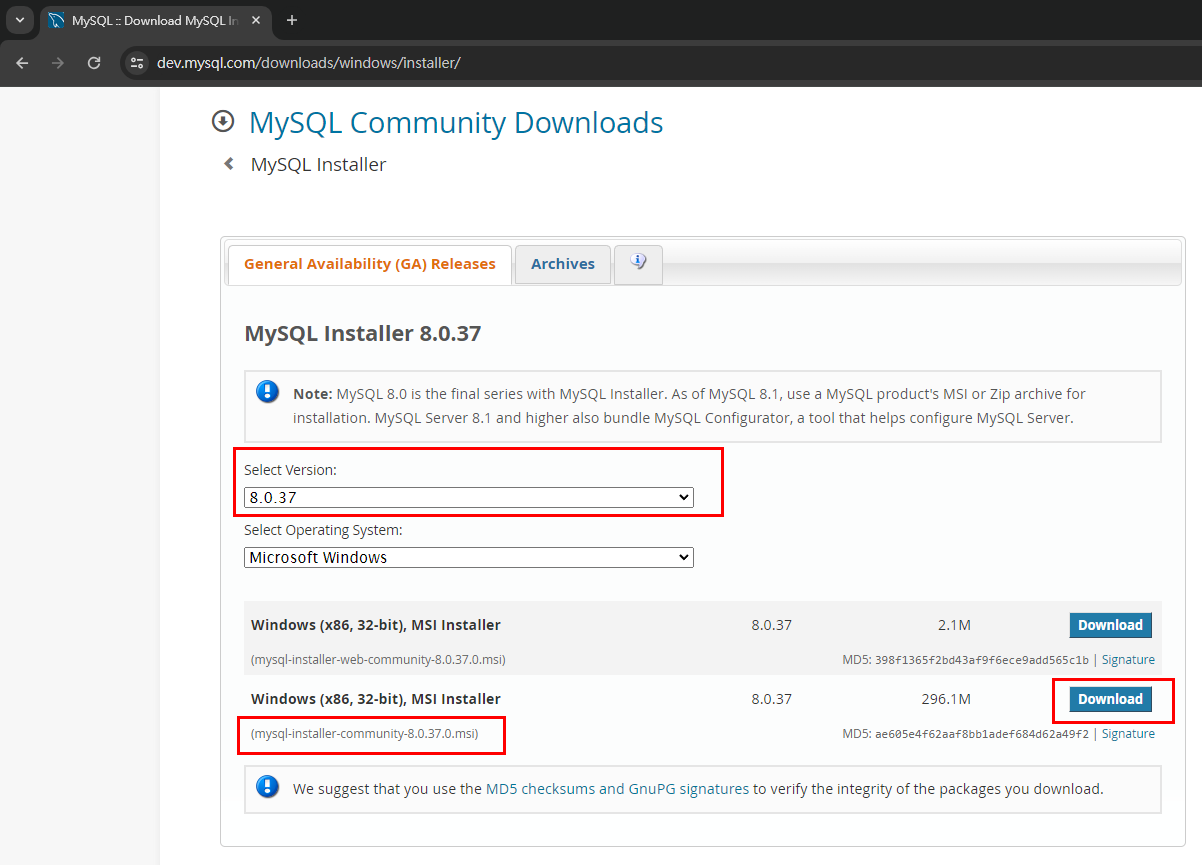 MySQL :: Download MySQL In
dev.mysql.com/downloads/windows/installer/
MySQL Community Downloads
MySQL Installer
General Availability (GA) Releases
Archives
MySQL Installer 8.0.37
Note: MySQL 8.0 is the final series with MySQL Installer. As of MySQL 8.1, use a MySQL product's MSI or Zip archive for
installation. MySQL Server 8.1 and higher also bundle MySQL Configurator, a tool that helps configure MySQL Server.
Select Version:
8.0.37
Select Operating System:
Microsoft Windows
Windows (x86, 32-bit), MSI Installer 8.0.37 2.1M Download
(mysql-installer-web-community-8.0.37.0.msi) MD5: 398f1365f2bd43af9f6ece9add565c1b | Signature
Windows (x86, 32-bit), MSI Installer 8.0.37 296.1M Download
(mysql-installer-community-8.0.37.0.msi) MD5: ae605e4f62aaf8bb1adef684d62a49f2 | Signature
We suggest that you use the MD5 checksums and GnuPG signatures to verify the integrity of the packages you download.